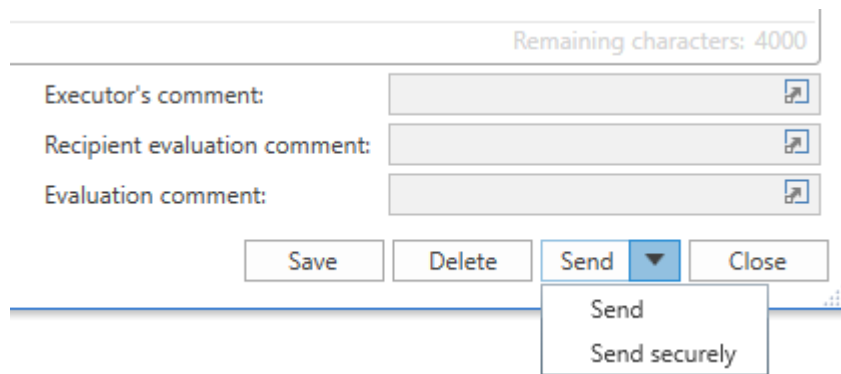 Remaining characters: 4000
Executor's comment:
Recipient evaluation comment:
Evaluation comment:
Save Delete Send Close
Send
Send securely